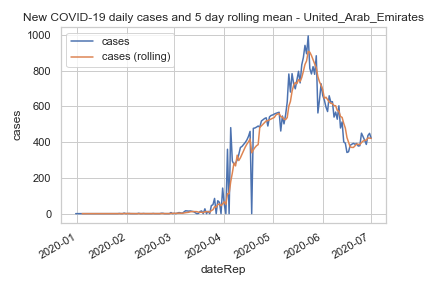 New COVID-19 daily cases and 5 day rolling mean - United_Arab_Emirates
cases
cases (rolling)
1000
800
600
400
200
0
cases
2020-01
2020-02
2020-03
2020-04
2020-05
2020-06
2020-07
dateRep